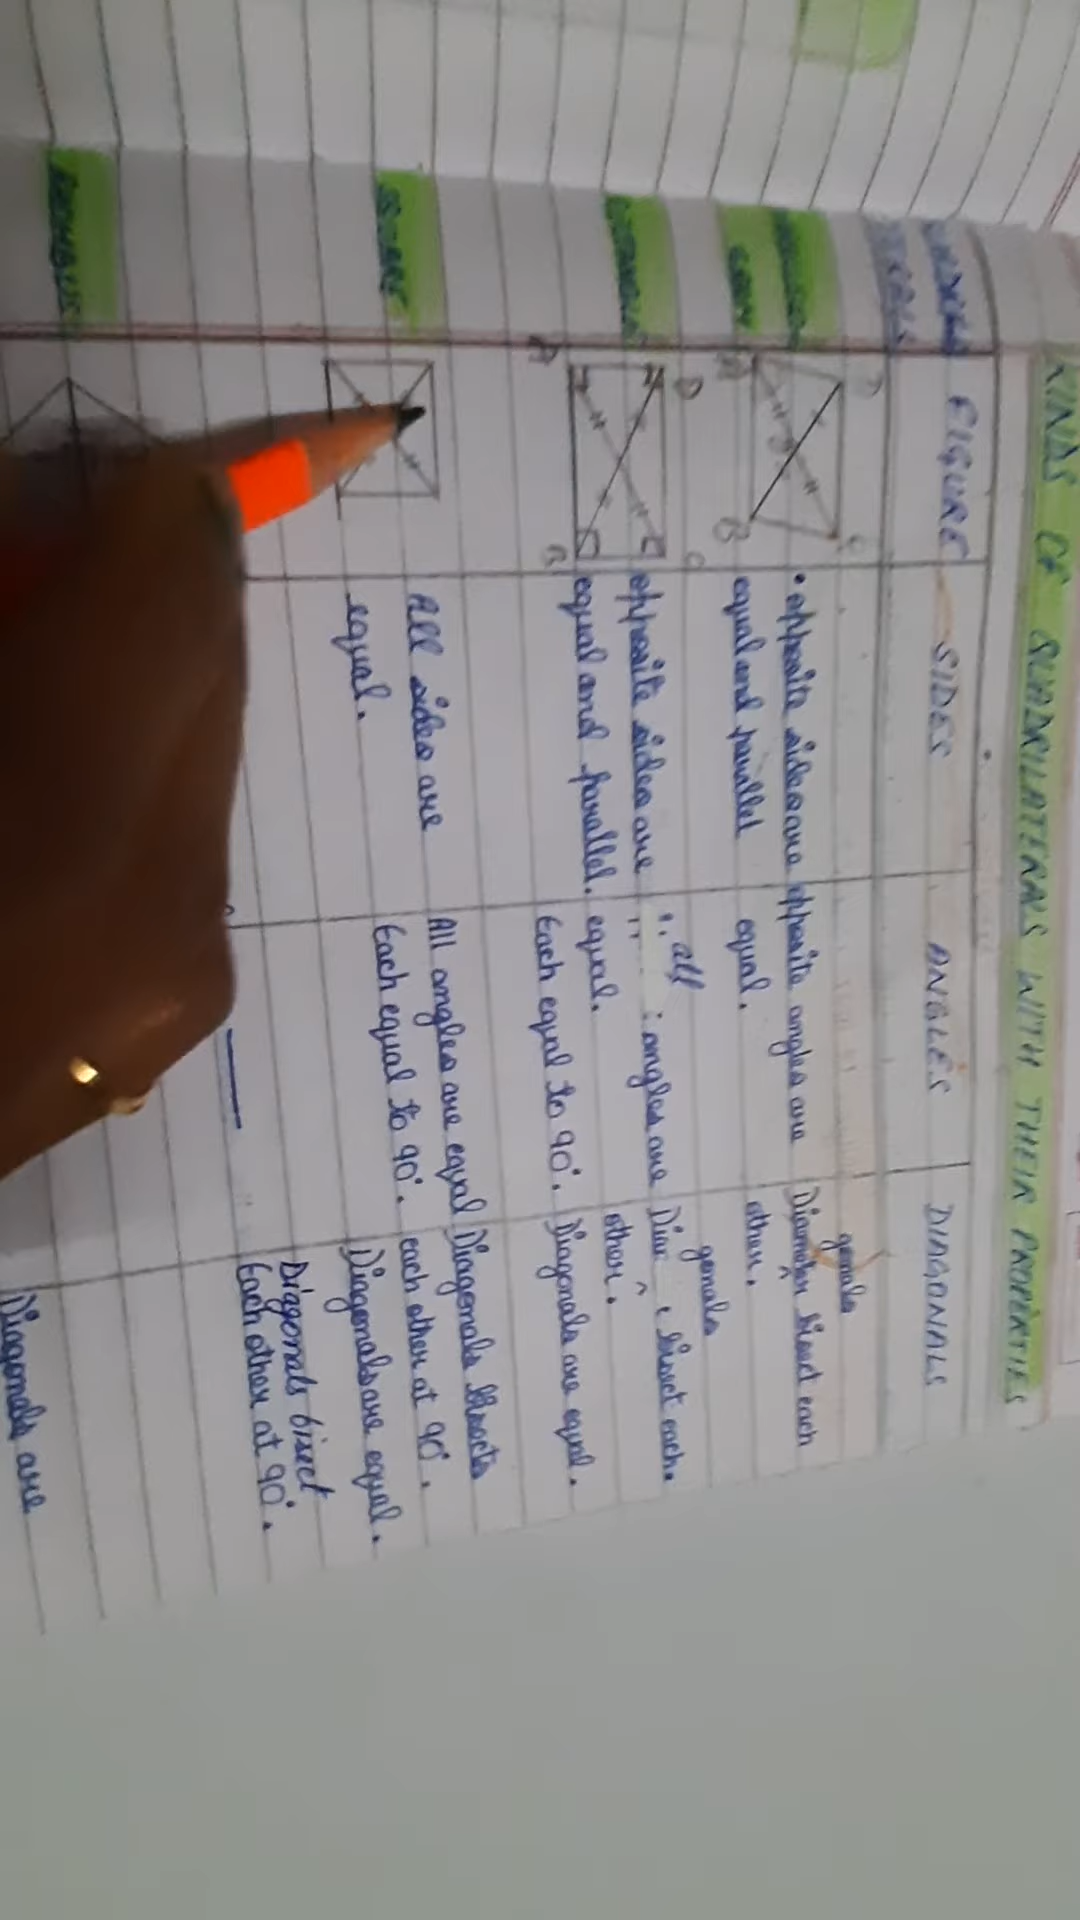 KINDS OF QUADRILATERALS WITH THEIR PROPERTIES
FIGURE SIDES ANGLES DIAGONALS
D C
A B
• opposite sides are
equal and parallel
opposite angles are
equal.
gonals
bisect each
other.
D C
A B
opposite sides are
equal and parallel.
∴ all angles are
equal.
Each equal to 90°.
gonals
bisect each
other.
Diagonals are equal.
SQUARE
All sides are
equal.
All angles are equal
Each equal to 90°.
Diagonals bisects
each other at 90°.
Diagonals are equal.
Diagonals bisect
Each other at 90°.
Diagonals are